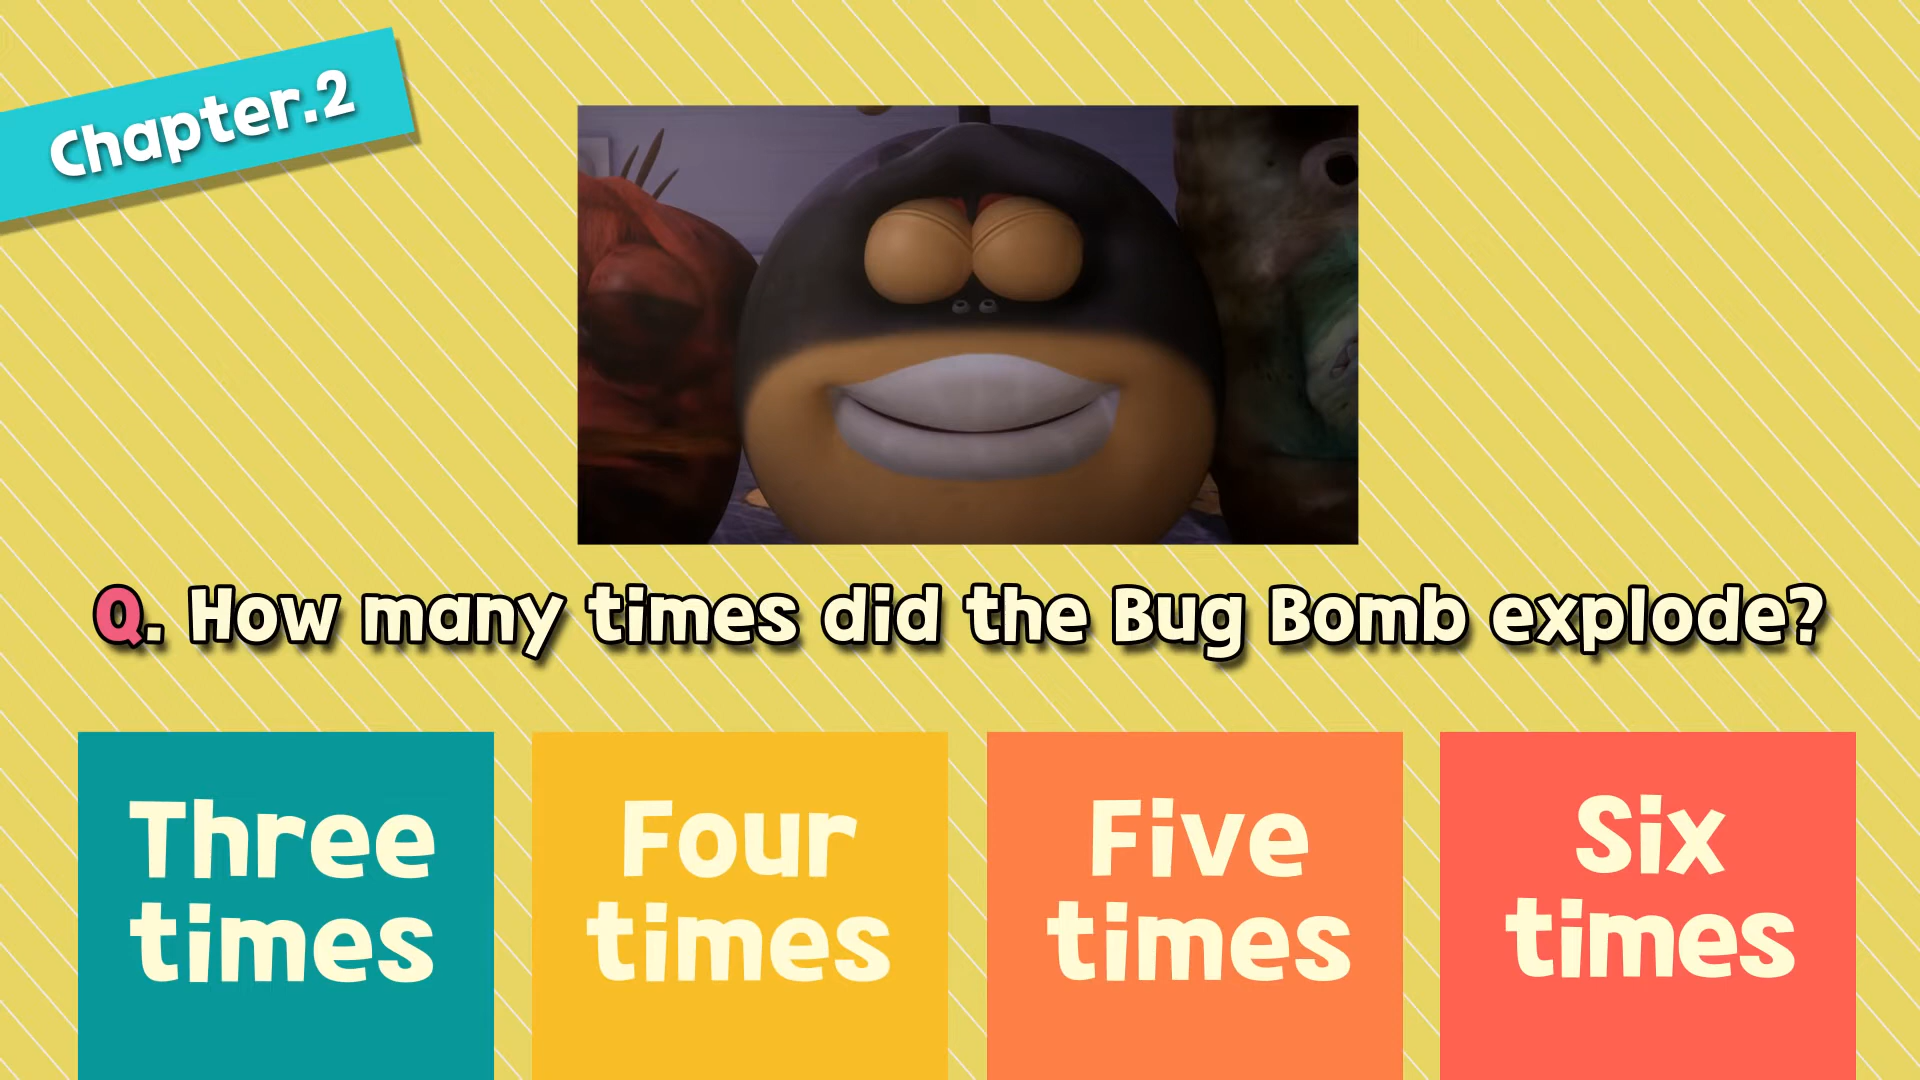 Chapter.2
Q. How many times did the Bug Bomb explode?
Three
times
Four
times
Five
times
Six
times